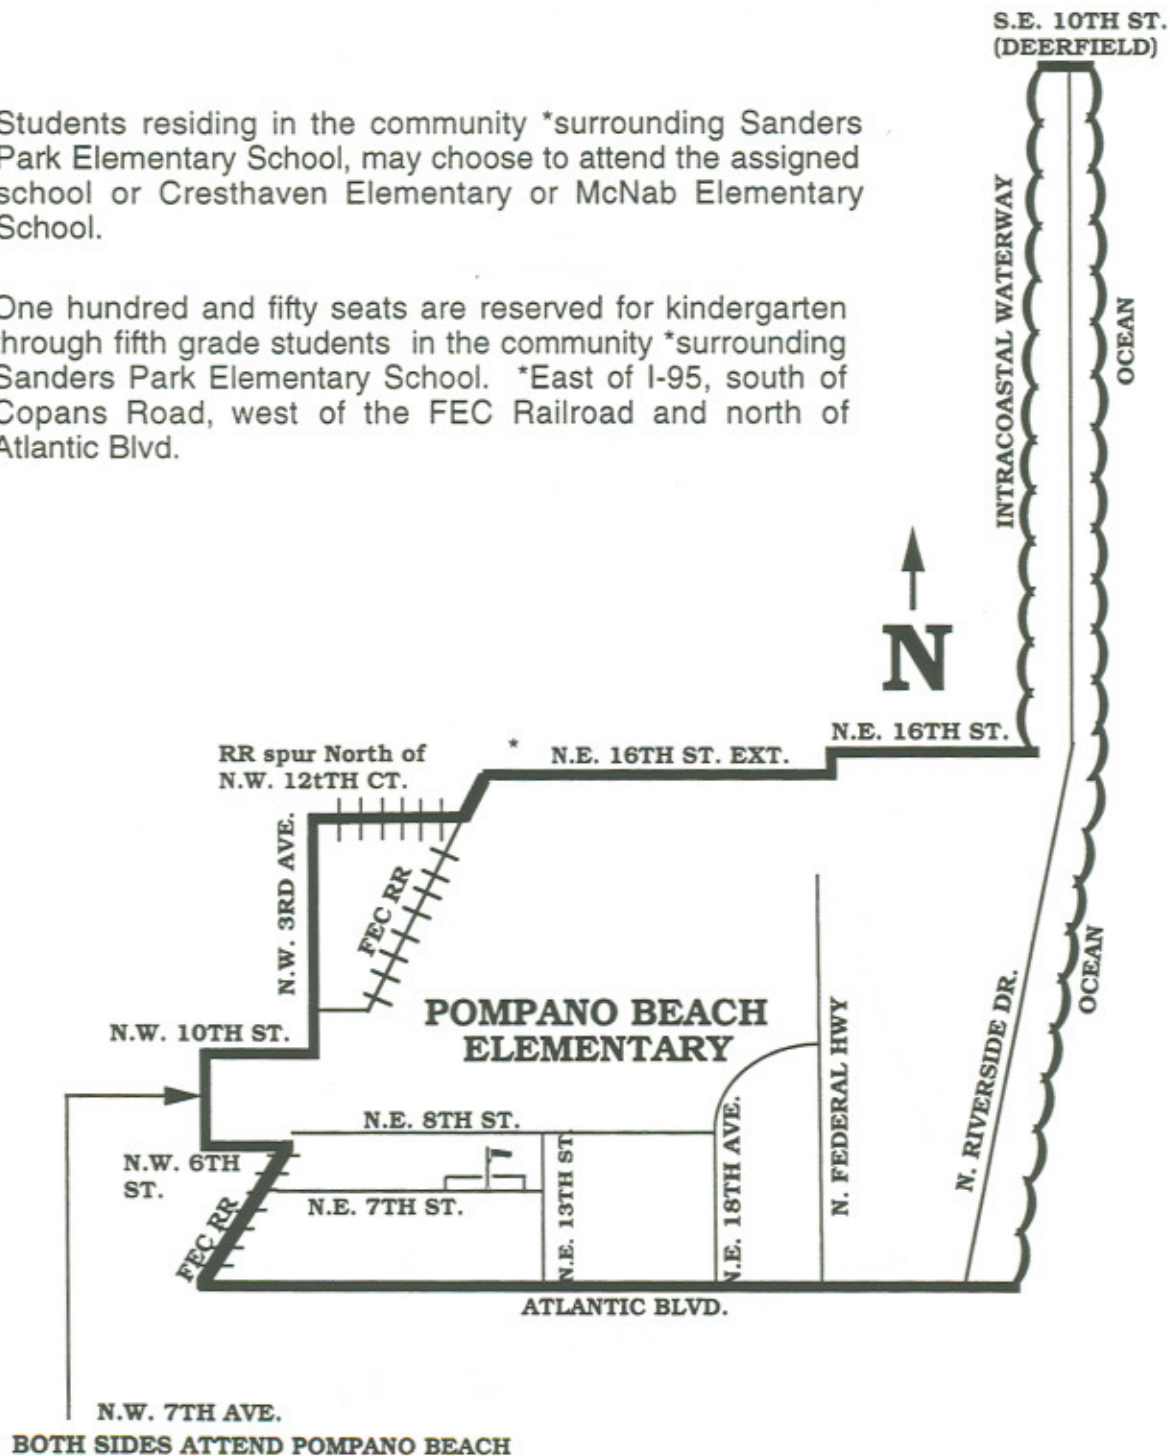 S.E. 10TH ST.
(DEERFIELD)
Students residing in the community *surrounding Sanders
Park Elementary School, may choose to attend the assigned
school or Cresthaven Elementary or McNab Elementary
School.
One hundred and fifty seats are reserved for kindergarten
through fifth grade students in the community *surrounding
Sanders Park Elementary School. *East of I-95, south of
Copans Road, west of the FEC Railroad and north of
Atlantic Blvd.
INTRACOASTAL WATERWAY
OCEAN
N
N.E. 16TH ST.
RR spur North of
N.W. 12tTH CT.
*
N.E. 16TH ST. EXT.
N.W. 3RD AVE.
FEC RR
OCEAN
POMPANO BEACH
ELEMENTARY
N. FEDERAL HWY
N. RIVERSIDE DR.
N.W. 10TH ST.
N.E. 8TH ST.
N.W. 6TH
ST.
N.E. 7TH ST.
N.E. 13TH ST.
N.E. 18TH AVE.
FEC RR
ATLANTIC BLVD.
N.W. 7TH AVE.
BOTH SIDES ATTEND POMPANO BEACH